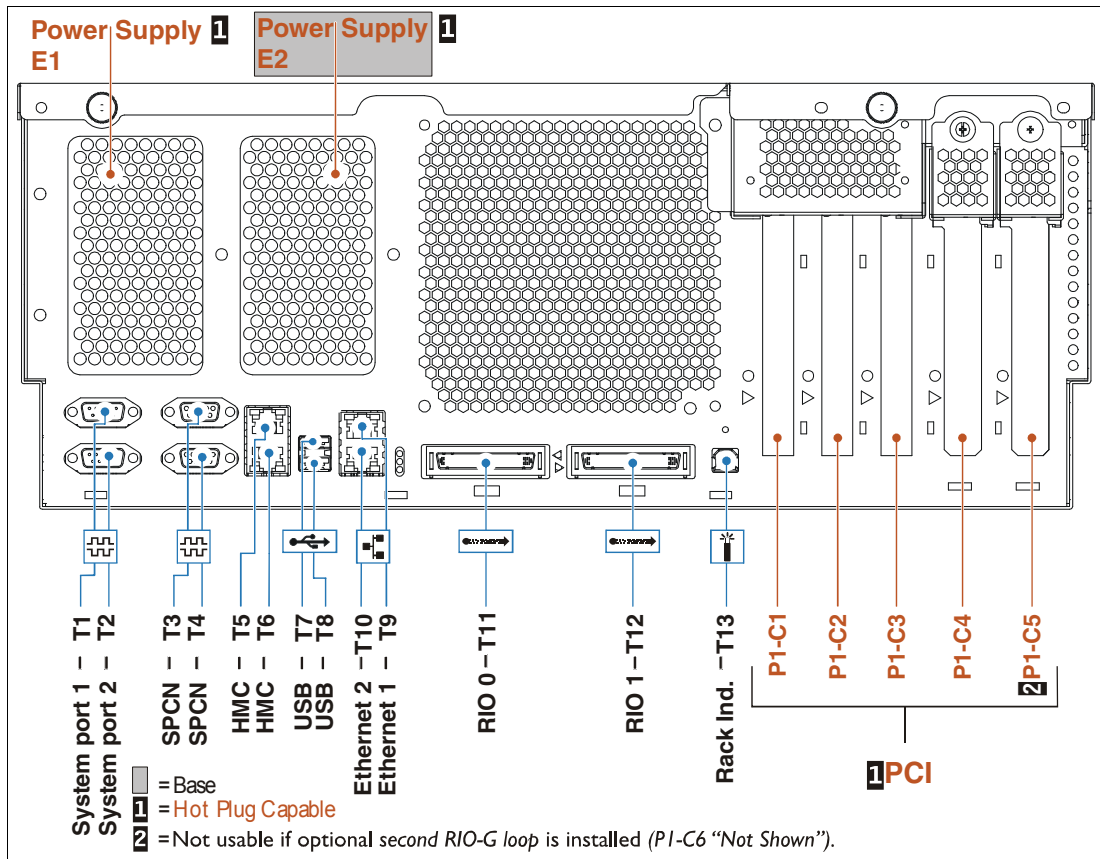 Power Supply 1
E1
Power Supply 1
E2
System port 1 – T1
System port 2 – T2
SPCN – T3
SPCN – T4
HMC – T5
HMC – T6
USB – T7
USB – T8
Ethernet 2 –T10
Ethernet 1 –T9
RIO 0 –T11
RIO 1 –T12
Rack Ind. –T13
P1-C1
P1-C2
P1-C3
P1-C4
2 P1-C5
1 PCI
= Base
1 = Hot Plug Capable
2 = Not usable if optional second RIO-G loop is installed (P1-C6 “Not Shown”).